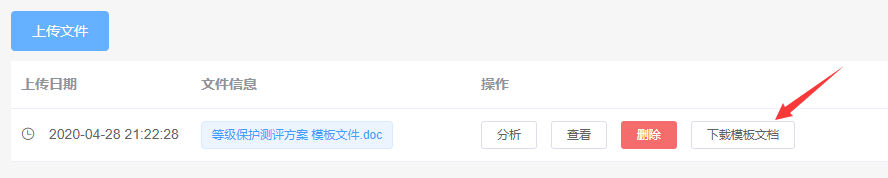 上传文件
上传日期 文件信息 操作
2020-04-28 21:22:28 等级保护测评方案 模板文件.doc 分析 查看 删除 下载模板文档